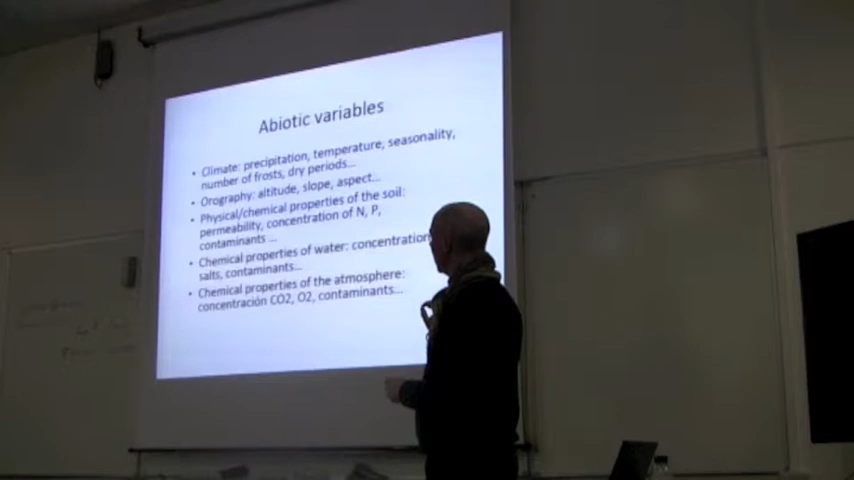 Abiotic variables
• Climate: precipitation, temperature, seasonality,
number of frosts, dry periods...
• Orography: altitude, slope, aspect...
• Physical/chemical properties of the soil:
permeability, concentration of N, P,
contaminants ...
• Chemical properties of water: concentration
salts, contaminants...
• Chemical properties of the atmosphere:
concentración CO2, O2, contaminants...